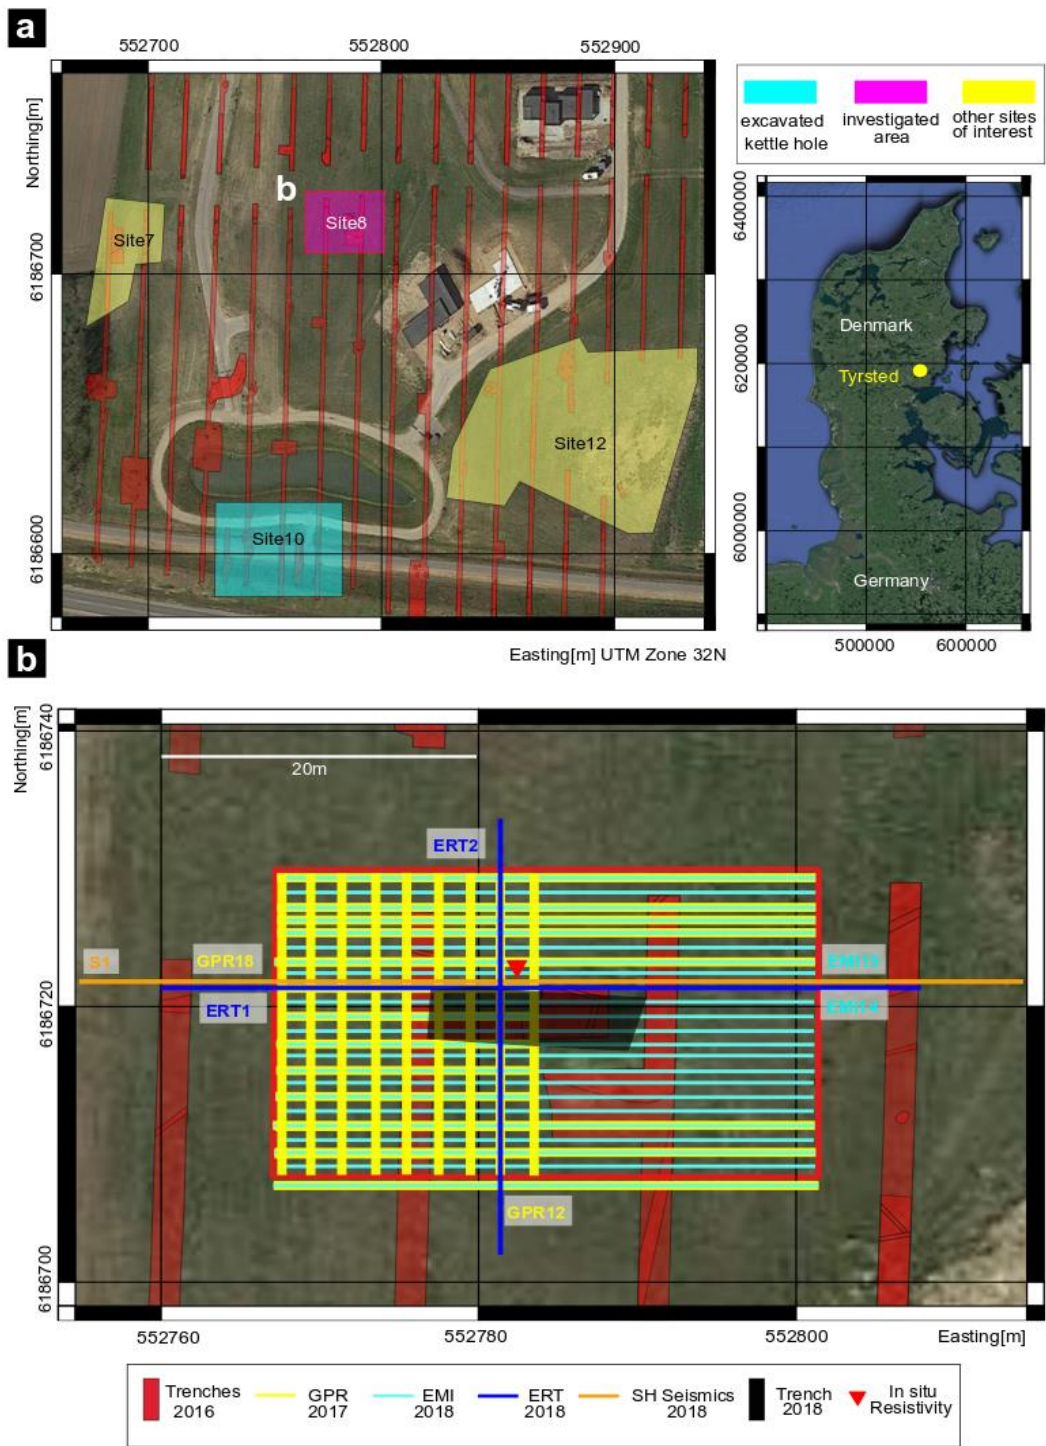 a
552700
552800
552900
Northing[m]
6186700
6186600
b
Site8
Site7
Site12
Site10
excavated
kettle hole
investigated
area
other sites
of interest
6400000
6200000
6000000
Denmark
Tyrsted
Germany
500000
600000
Easting[m] UTM Zone 32N
b
Northing[m]
6186740
6186720
6186700
20m
ERT2
S1
GPR18
EMI15
ERT1
EMI14
GPR12
552760
552780
552800
Easting[m]
Trenches
2016
GPR
2017
EMI
2018
ERT
2018
SH Seismics
2018
Trench
2018
In situ
Resistivity